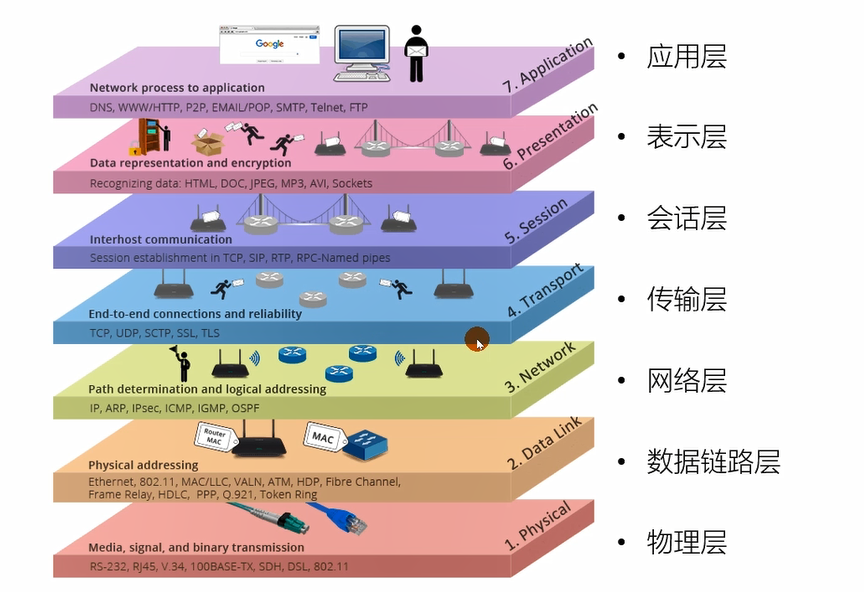 Google
7. Application
Network process to application
DNS, WWW/HTTP, P2P, EMAIL/POP, SMTP, Telnet, FTP
• 应用层
6. Presentation
Data representation and encryption
Recognizing data: HTML, DOC, JPEG, MP3, AVI, Sockets
• 表示层
5. Session
Interhost communication
Session establishment in TCP, SIP, RTP, RPC-Named pipes
• 会话层
4. Transport
End-to-end connections and reliability
TCP, UDP, SCTP, SSL, TLS
• 传输层
3. Network
Path determination and logical addressing
IP, ARP, IPsec, ICMP, IGMP, OSPF
• 网络层
Router
MAC
MAC
2. Data Link
Physical addressing
Ethernet, 802.11, MAC/LLC, VALN, ATM, HDP, Fibre Channel,
Frame Relay, HDLC, PPP, Q.921, Token Ring
• 数据链路层
1. Physical
Media, signal, and binary transmission
RS-232, RJ45, V.34, 100BASE-TX, SDH, DSL, 802.11
• 物理层